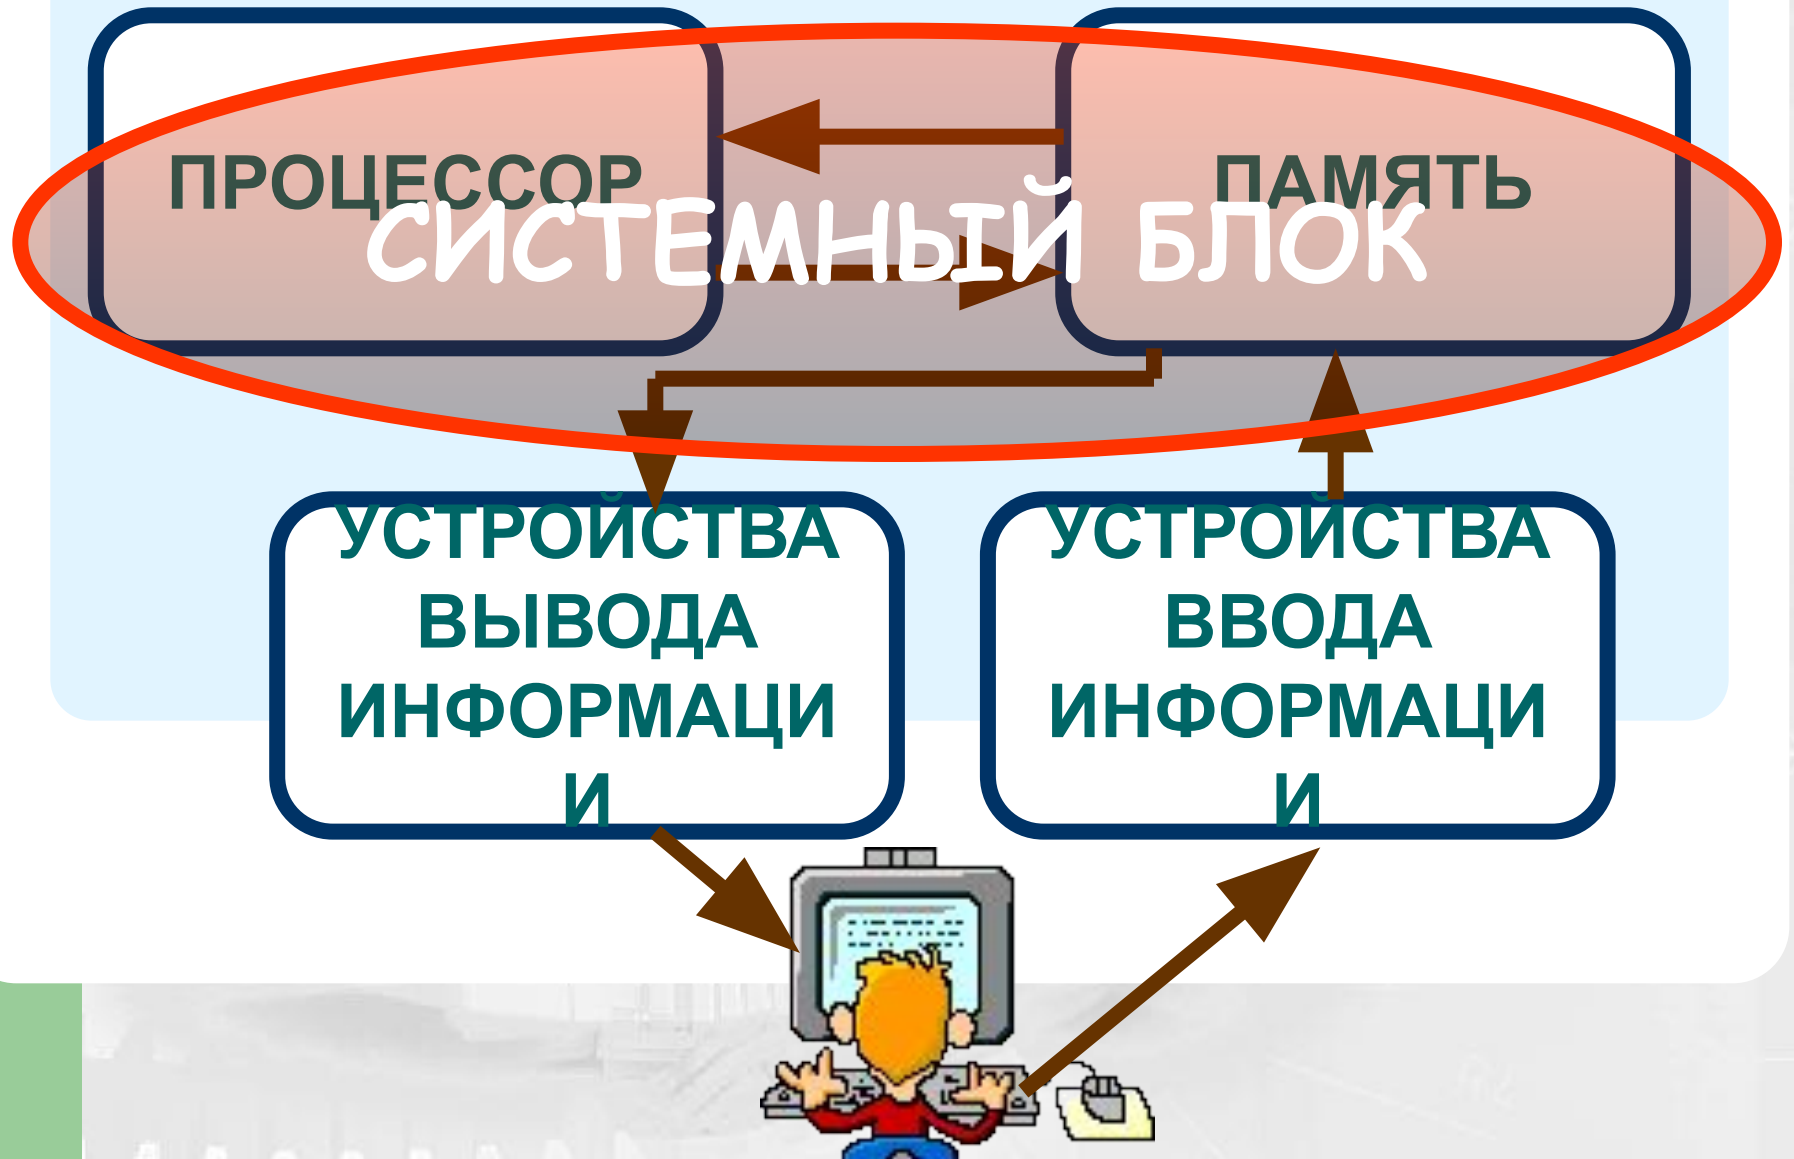 ПРОЦЕССОР
ПАМЯТЬ
СИСТЕМНЫЙ БЛОК
УСТРОЙСТВА
ВЫВОДА
ИНФОРМАЦИ
И
УСТРОЙСТВА
ВВОДА
ИНФОРМАЦИ
И